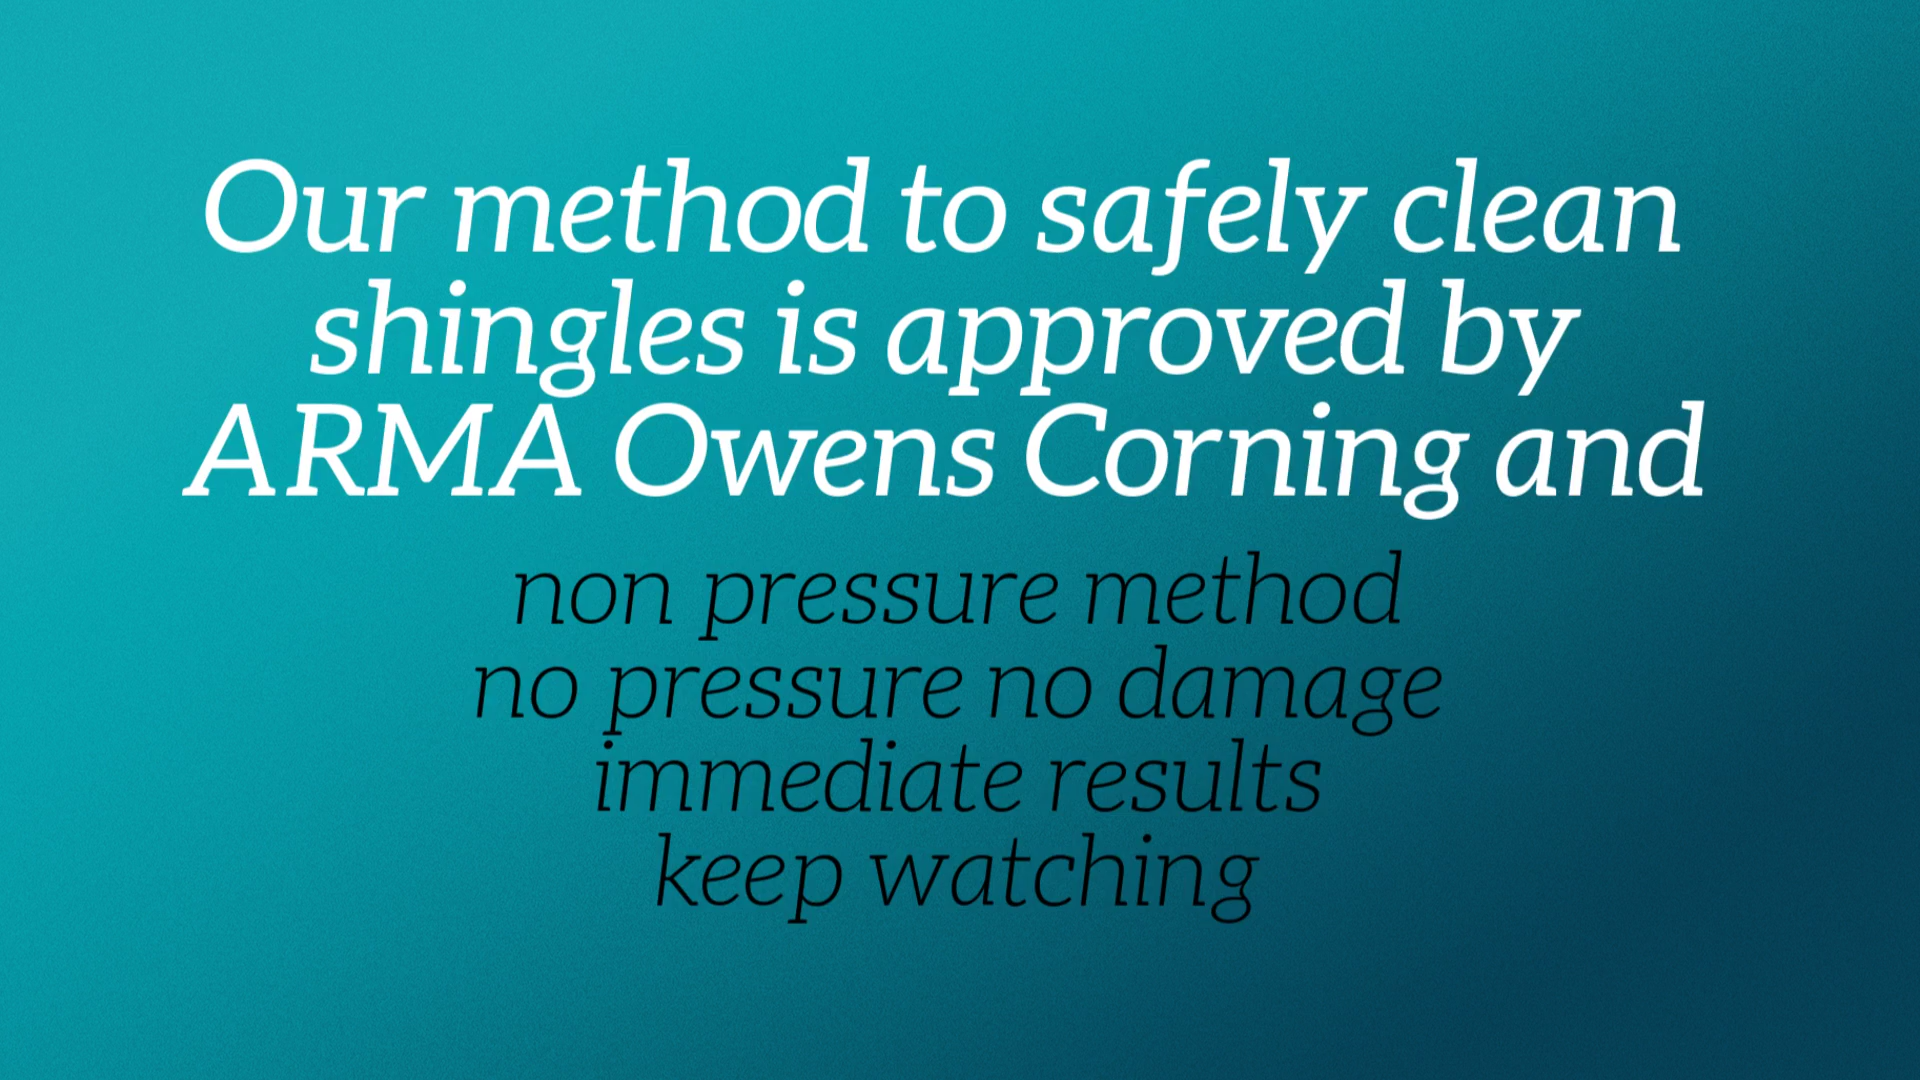 Our method to safely clean
shingles is approved by
ARMA Owens Corning and
non pressure method
no pressure no damage
immediate results
keep watching